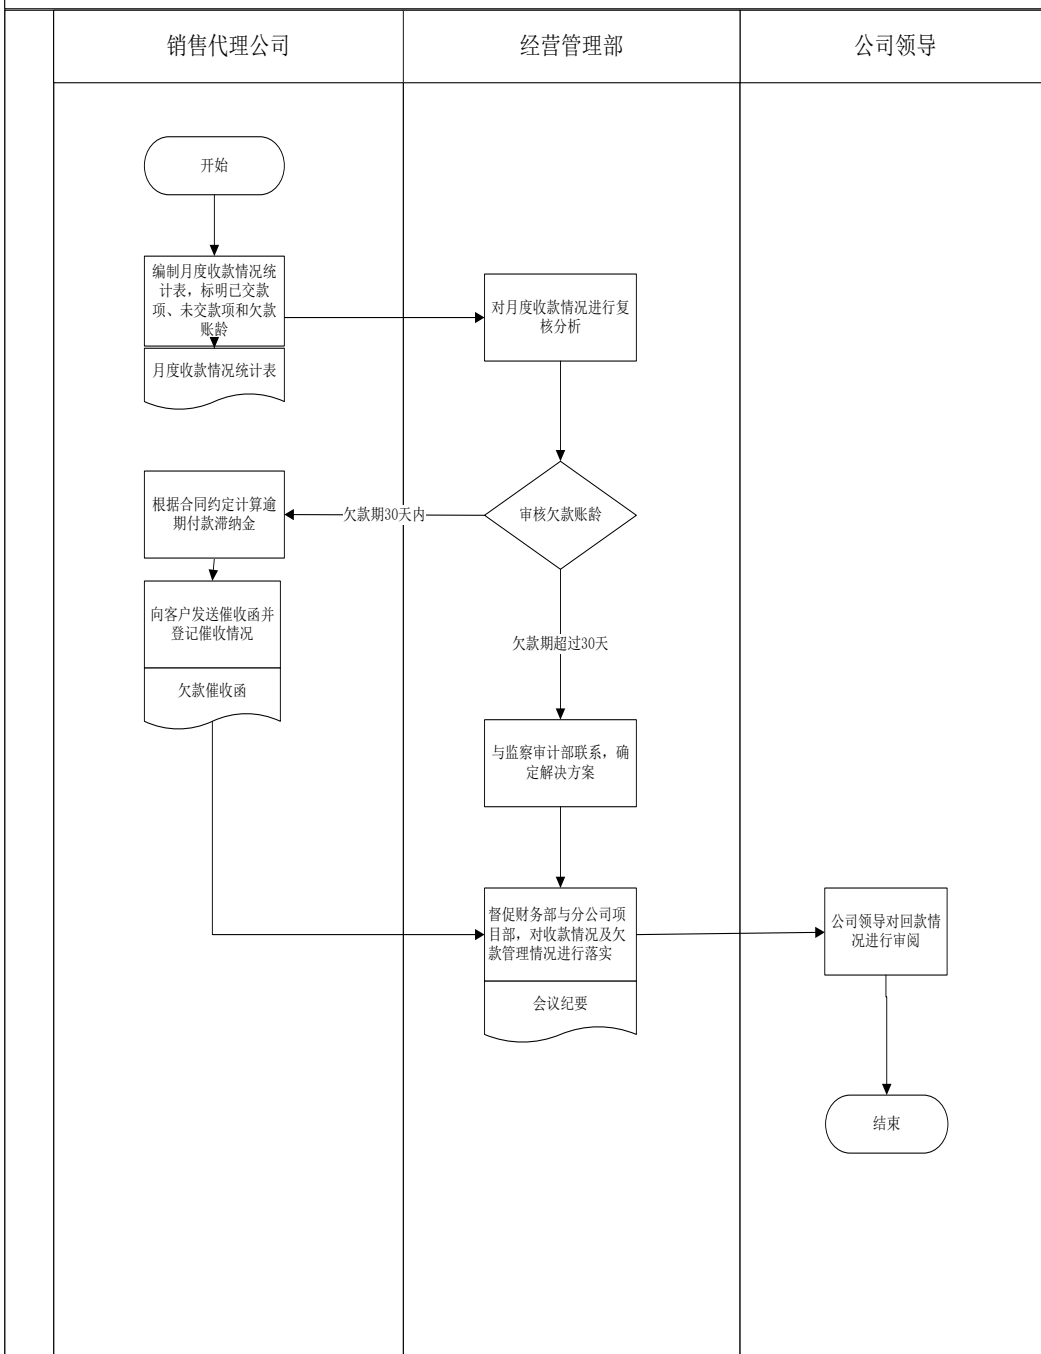 销售代理公司
经营管理部
公司领导
开始
编制月度收款情况统
计表，标明已交款
项、未交款项和欠款
账龄
月度收款情况统计表
对月度收款情况进行复
核分析
根据合同约定计算逾
期付款滞纳金
欠款期30天内
审核欠款账龄
向客户发送催收函并
登记催收情况
欠款催收函
欠款期超过30天
与监察审计部联系，确
定解决方案
督促财务部与分公司项
目部，对收款情况及欠
款管理情况进行落实
会议纪要
公司领导对回款情
况进行审阅
结束